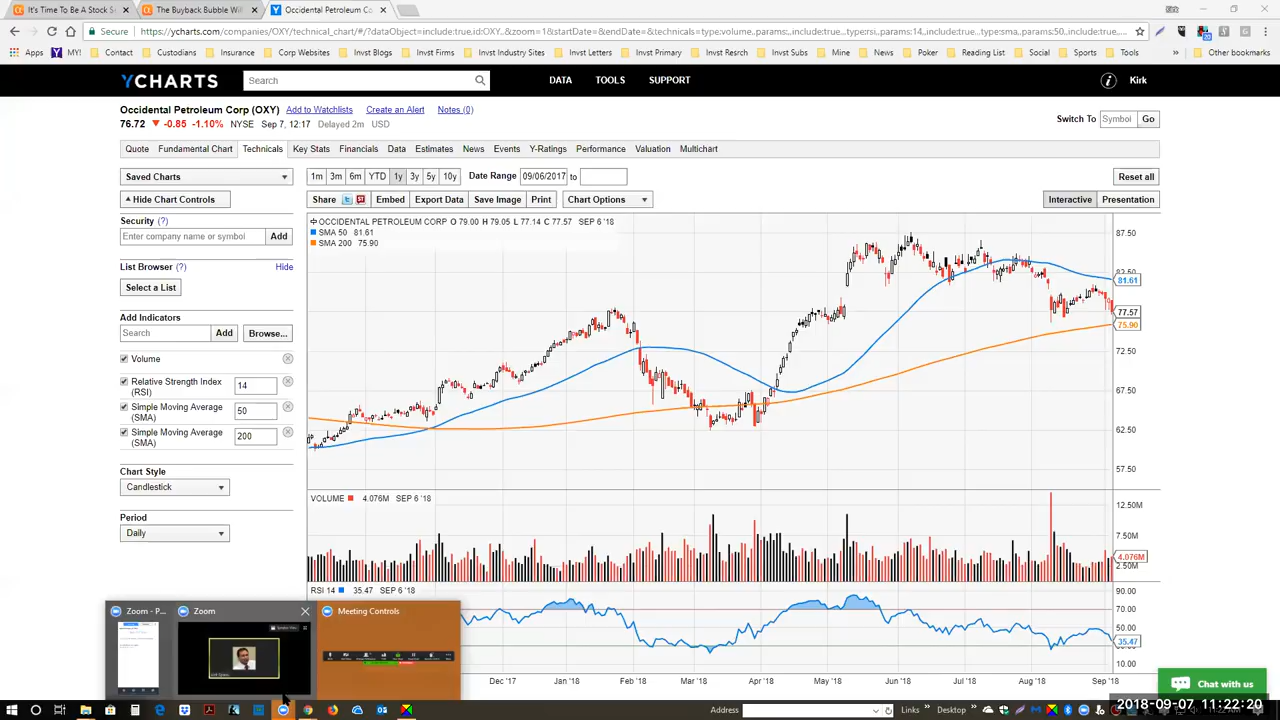 It's Time To Be A Stock S
The Buyback Bubble Wi
Occidental Petroleum Co
Secure
https://ycharts.com/companies/OXY/technical_chart/#/?dataObject=include:true,id:OXY,,&zoom=1&startDate=&endDate=&technicals=type:volume,params:,,include:true,,type:rsi,params:14,,include:true,,type:sma,params:50,,include:true,,type:sma,params:200,,include:true,...
Apps YM Y! Contact Custodians Insurance Corp Websites Invst Blogs Invst Firms Invst Industry Sites Invst Letters Invst Primary Invst Resrch Invst Subs Mine News Poker Reading List Social Sports Tools Other bookmarks
YCHARTS Search DATA TOOLS SUPPORT Kirk
Occidental Petroleum Corp (OXY) Add to Watchlists Create an Alert Notes (0)
76.72 ▼ -0.85 -1.10% NYSE Sep 7, 12:17 Delayed 2m USD
Switch To Symbol Go
Quote Fundamental Chart Technicals Key Stats Financials Data Estimates News Events Y-Ratings Performance Valuation Multichart
Saved Charts 1m 3m 6m YTD 1y 3y 5y 10y Date Range 09/06/2017 to Reset all
Hide Chart Controls Share Embed Export Data Save Image Print Chart Options Interactive Presentation
Security (?)
Enter company name or symbol Add
List Browser (?) Hide
Select a List
Add Indicators
Search Add Browse...
Volume
Relative Strength Index (RSI) 14
Simple Moving Average (SMA) 50
Simple Moving Average (SMA) 200
Chart Style
Candlestick
Period
Daily
OCCIDENTAL PETROLEUM CORP O 79.00 H 79.05 L 77.14 C 77.57 SEP 6 '18
SMA 50 81.61
SMA 200 75.90
87.50
82.50
81.61
77.57
75.90
72.50
67.50
62.50
57.50
VOLUME 4.076M SEP 6 '18
12.50M
7.50M
4.076M
2.50M
RSI 14 35.47 SEP 6 '18
90.00
70.00
50.00
35.47
10.00
Dec '17 Jan '18 Feb '18 Mar '18 Apr '18 May '18 Jun '18 Jul '18 Aug '18 Sep '18
Zoom - P... Zoom Meeting Controls
Chat with us
Address Links Desktop 11:22 AM
2018-09-07 11:22:20